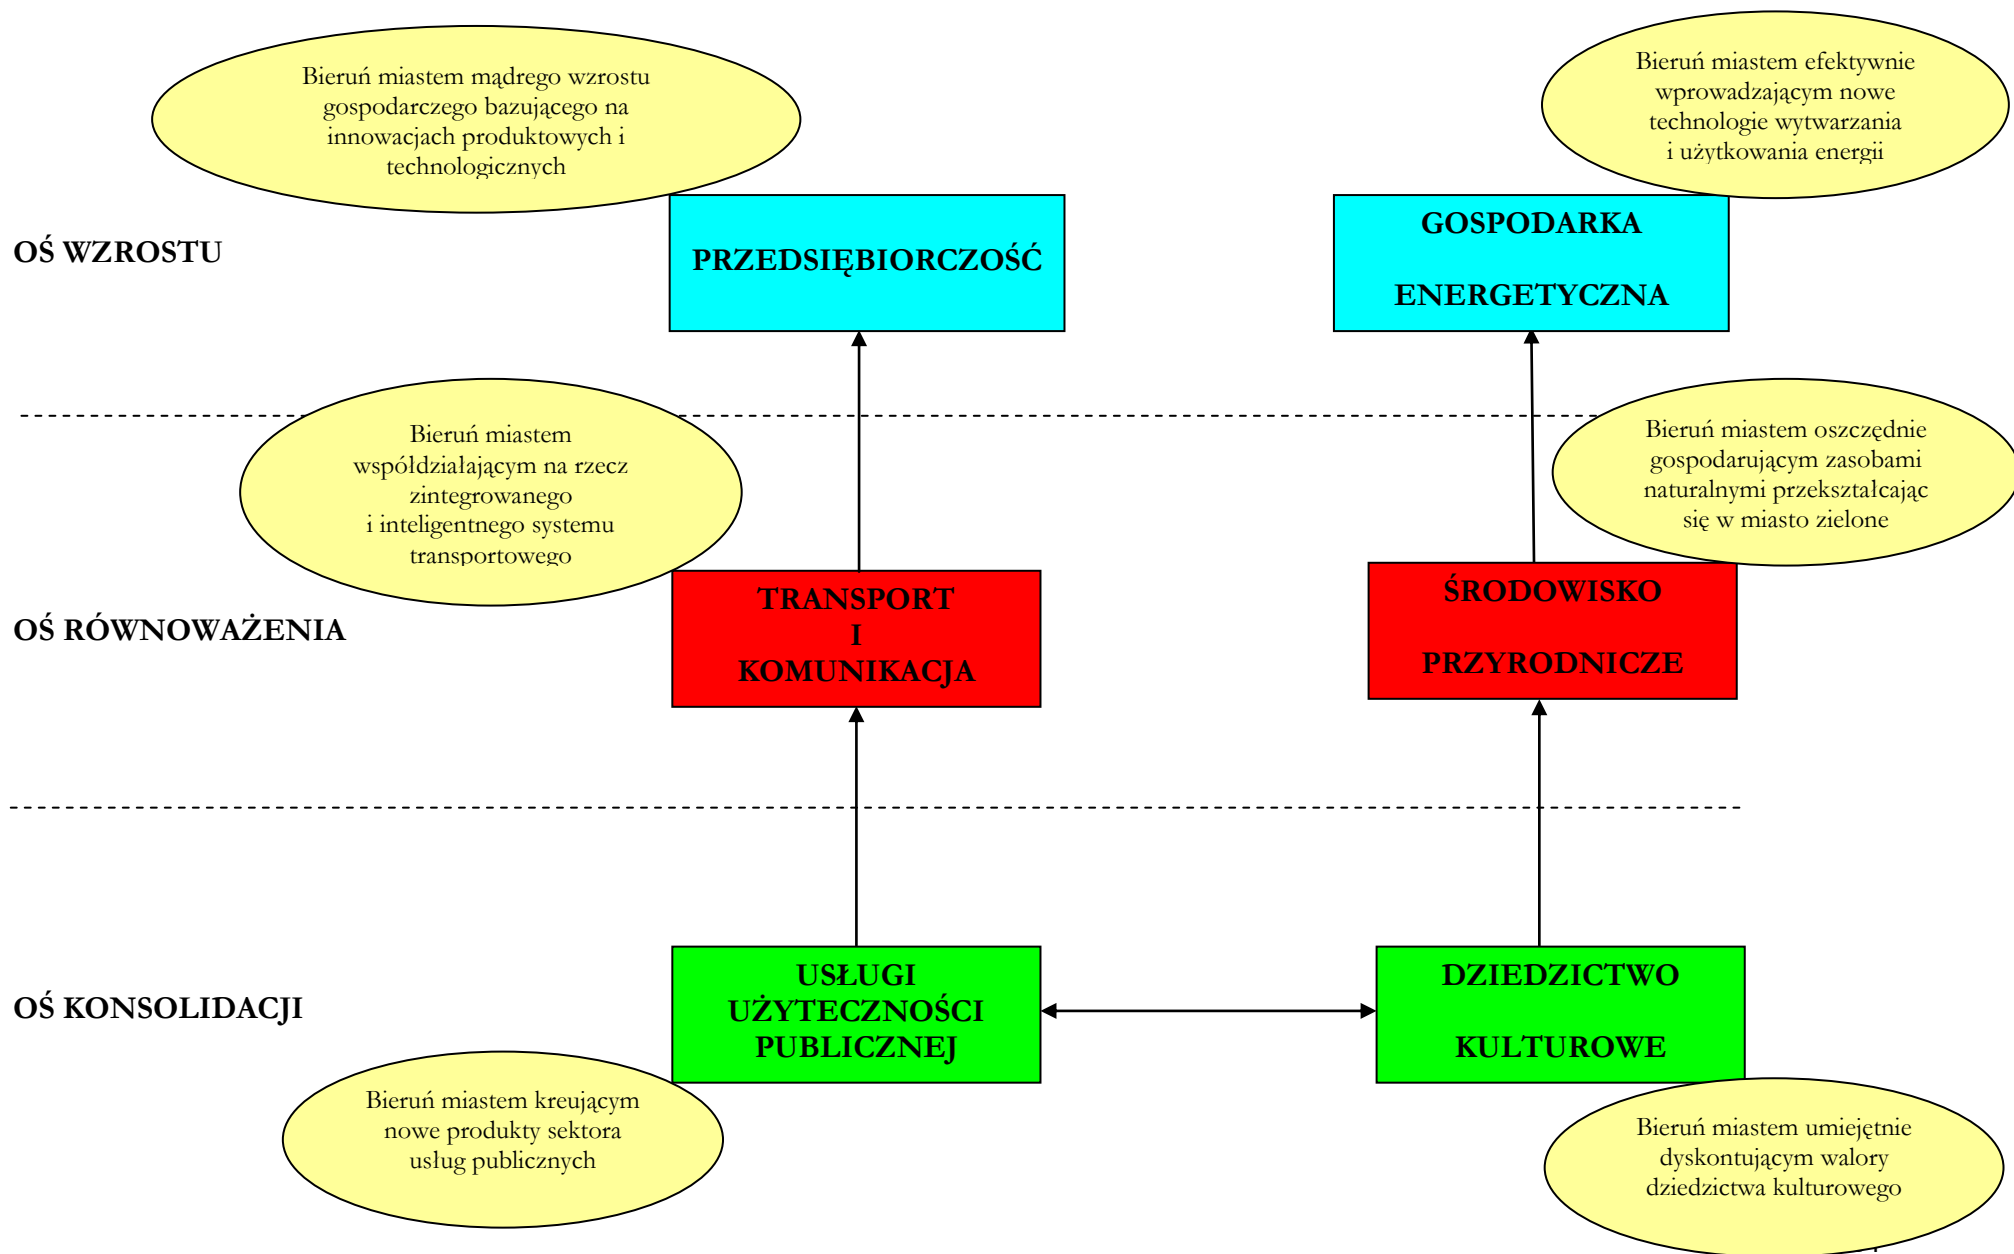 Bieruń miastem mądrego wzrostu
gospodarczego bazującego na
innowacjach produktowych i
technologicznych
Bieruń miastem efektywnie
wprowadzającym nowe
technologie wytwarzania
i użytkowania energii
OŚ WZROSTU
PRZEDSIĘBIORCZOŚĆ
GOSPODARKA
ENERGETYCZNA
Bieruń miastem
współdziałającym na rzecz
zintegrowanego
i inteligentnego systemu
transportowego
Bieruń miastem oszczędnie
gospodarującym zasobami
naturalnymi przekształcając
się w miasto zielone
OŚ RÓWNOWAŻENIA
TRANSPORT
I
KOMUNIKACJA
ŚRODOWISKO
PRZYRODNICZE
OŚ KONSOLIDACJI
USŁUGI
UŻYTECZNOŚCI
PUBLICZNEJ
DZIEDZICTWO
KULTUROWE
Bieruń miastem kreującym
nowe produkty sektora
usług publicznych
Bieruń miastem umiejętnie
dyskontującym walory
dziedzictwa kulturowego